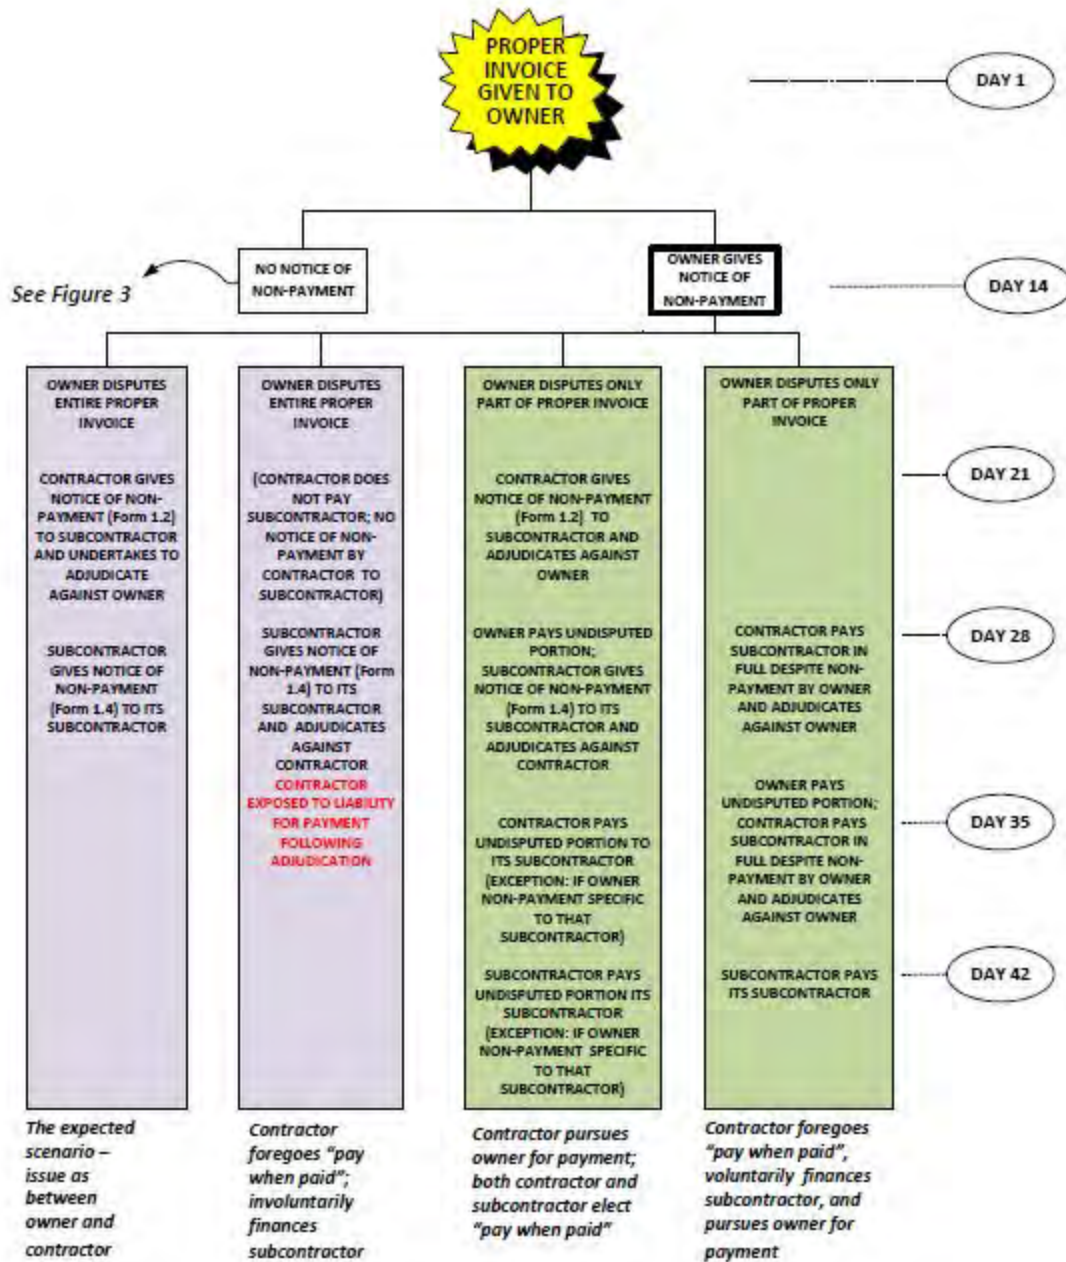 PROPER
INVOICE
GIVEN TO
OWNER
DAY 1
NO NOTICE OF
NON-PAYMENT
See Figure 3
OWNER GIVES
NOTICE OF
NON-PAYMENT
DAY 14
OWNER DISPUTES
ENTIRE PROPER
INVOICE
CONTRACTOR GIVES
NOTICE OF NON-
PAYMENT (Form 1.2)
TO SUBCONTRACTOR
AND UNDERTAKES TO
ADJUDICATE
AGAINST OWNER
SUBCONTRACTOR
GIVES NOTICE OF
NON-PAYMENT
(Form 1.4) TO ITS
SUBCONTRACTOR
OWNER DISPUTES
ENTIRE PROPER
INVOICE
(CONTRACTOR DOES
NOT PAY
SUBCONTRACTOR; NO
NOTICE OF NON-
PAYMENT BY
CONTRACTOR TO
SUBCONTRACTOR)
SUBCONTRACTOR
GIVES NOTICE OF
NON-PAYMENT (Form
1.4) TO ITS
SUBCONTRACTOR
AND ADJUDICATES
AGAINST
CONTRACTOR
CONTRACTOR
EXPOSED TO LIABILITY
FOR PAYMENT
FOLLOWING
ADJUDICATION
OWNER DISPUTES ONLY
PART OF PROPER INVOICE
CONTRACTOR GIVES
NOTICE OF NON-PAYMENT
(Form 1.2) TO
SUBCONTRACTOR AND
ADJUDICATES AGAINST
OWNER
OWNER PAYS UNDISPUTED
PORTION;
SUBCONTRACTOR GIVES
NOTICE OF NON-PAYMENT
(Form 1.4) TO ITS
SUBCONTRACTOR AND
ADJUDICATES AGAINST
CONTRACTOR
CONTRACTOR PAYS
UNDISPUTED PORTION TO
ITS SUBCONTRACTOR
(EXCEPTION: IF OWNER
NON-PAYMENT SPECIFIC
TO THAT
SUBCONTRACTOR)
SUBCONTRACTOR PAYS
UNDISPUTED PORTION ITS
SUBCONTRACTOR
(EXCEPTION: IF OWNER
NON-PAYMENT SPECIFIC
TO THAT
SUBCONTRACTOR)
OWNER DISPUTES ONLY
PART OF PROPER
INVOICE
CONTRACTOR PAYS
SUBCONTRACTOR IN
FULL DESPITE NON-
PAYMENT BY OWNER
AND ADJUDICATES
AGAINST OWNER
OWNER PAYS
UNDISPUTED PORTION;
CONTRACTOR PAYS
SUBCONTRACTOR IN
FULL DESPITE NON-
PAYMENT BY OWNER
AND ADJUDICATES
AGAINST OWNER
SUBCONTRACTOR PAYS
ITS SUBCONTRACTOR
DAY 21
DAY 28
DAY 35
DAY 42
The expected
scenario –
issue as
between
owner and
contractor
Contractor
foregoes “pay
when paid”;
involuntarily
finances
subcontractor
Contractor pursues
owner for payment;
both contractor and
subcontractor elect
“pay when paid”
Contractor foregoes
“pay when paid”,
voluntarily finances
subcontractor, and
pursues owner for
payment